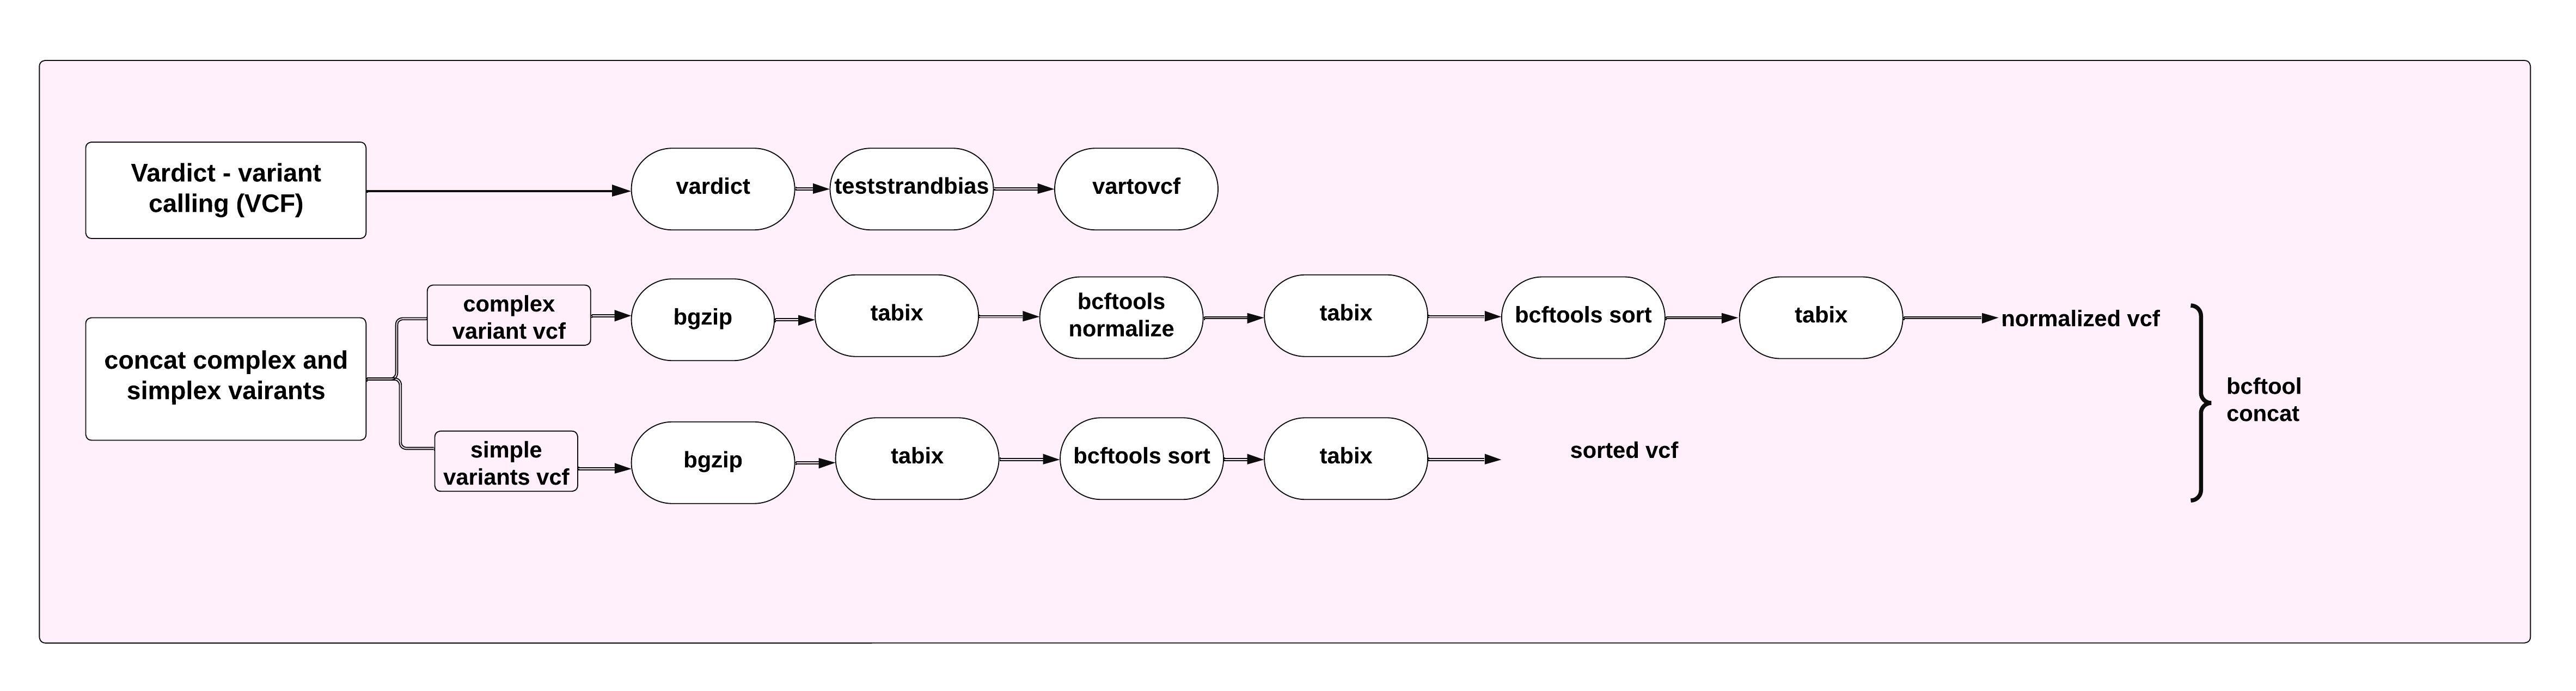 Vardict - variant
calling (VCF)
vardict
teststrandbias
vartovcf
concat complex and
simplex vairants
complex
variant vcf
bgzip
tabix
bcftools
normalize
tabix
bcftools sort
tabix
normalized vcf
simple
variants vcf
bgzip
tabix
bcftools sort
tabix
sorted vcf
bcftool
concat